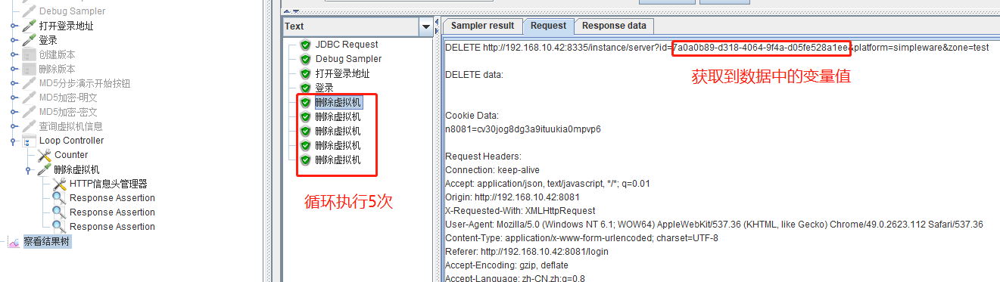 Debug Sampler
打开登录地址
登录
创建版本
删除版本
MD5分步演示开始按钮
MD5加密-明文
MD5加密-密文
查询虚拟机信息
Loop Controller
Counter
删除虚拟机
HTTP信息头管理器
Response Assertion
Response Assertion
Response Assertion
察看结果树
Text
JDBC Request
Debug Sampler
打开登录地址
登录
删除虚拟机
删除虚拟机
删除虚拟机
删除虚拟机
删除虚拟机
循环执行5次
Sampler result
Request
Response data
DELETE http://192.168.10.42:8335/instance/server?id=7a0a0b89-d318-4064-9f4a-d05fe528a1ee&platform=simpleware&zone=test
获取到数据中的变量值
DELETE data:
Cookie Data:
n8081=cv30jog8dg3a9ituukia0mpvp6
Request Headers:
Connection: keep-alive
Accept: application/json, text/javascript, */*; q=0.01
Origin: http://192.168.10.42:8081
X-Requested-With: XMLHttpRequest
User-Agent: Mozilla/5.0 (Windows NT 6.1; WOW64) AppleWebKit/537.36 (KHTML, like Gecko) Chrome/49.0.2623.112 Safari/537.36
Content-Type: application/x-www-form-urlencoded; charset=UTF-8
Referer: http://192.168.10.42:8081/login
Accept-Encoding: gzip, deflate
Accept-Language: zh-CN,zh;q=0.8